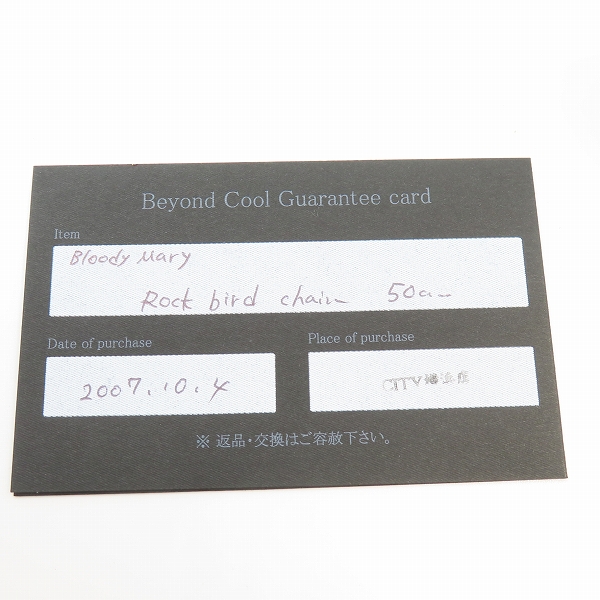 Beyond Cool Guarantee card
Item
Bloody Mary
Rock bird chain 50cm
Date of purchase
Place of purchase
2007.10.4
※ 返品・交換はご容赦下さい。